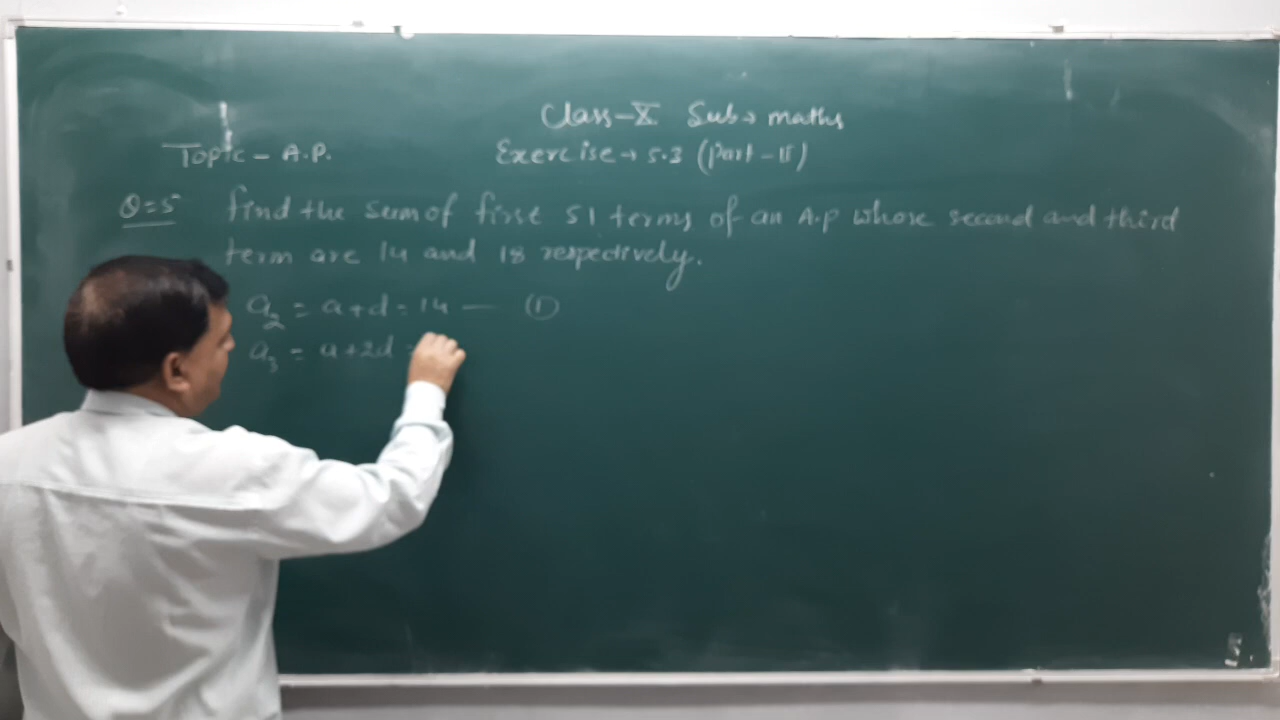 Class-X Sub→ maths
Topic - A.P. Exercise → 5.3 (Part-II)
Q=5 find the sum of first 51 terms of an A.P whose second and third
term are 14 and 18 respectively.
a₂ = a+d = 14 — ①
a₃ = a+2d =